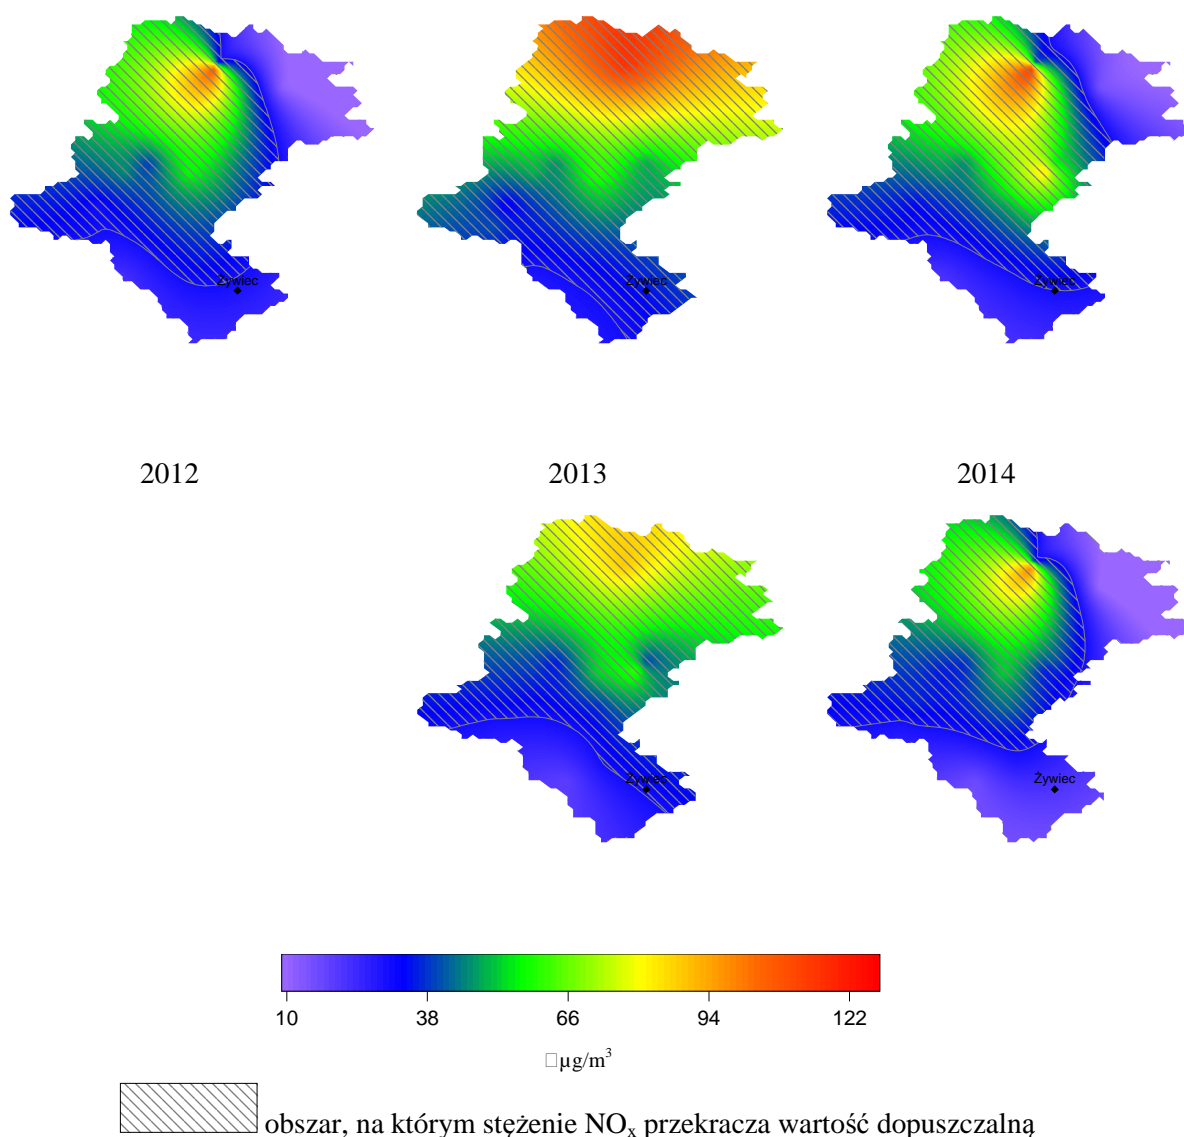 Żywiec
Żywiec
Żywiec
2012
2013
2014
Żywiec
Żywiec
10 38 66 94 122
□µg/m³
obszar, na którym stężenie NOₓ przekracza wartość dopuszczalną